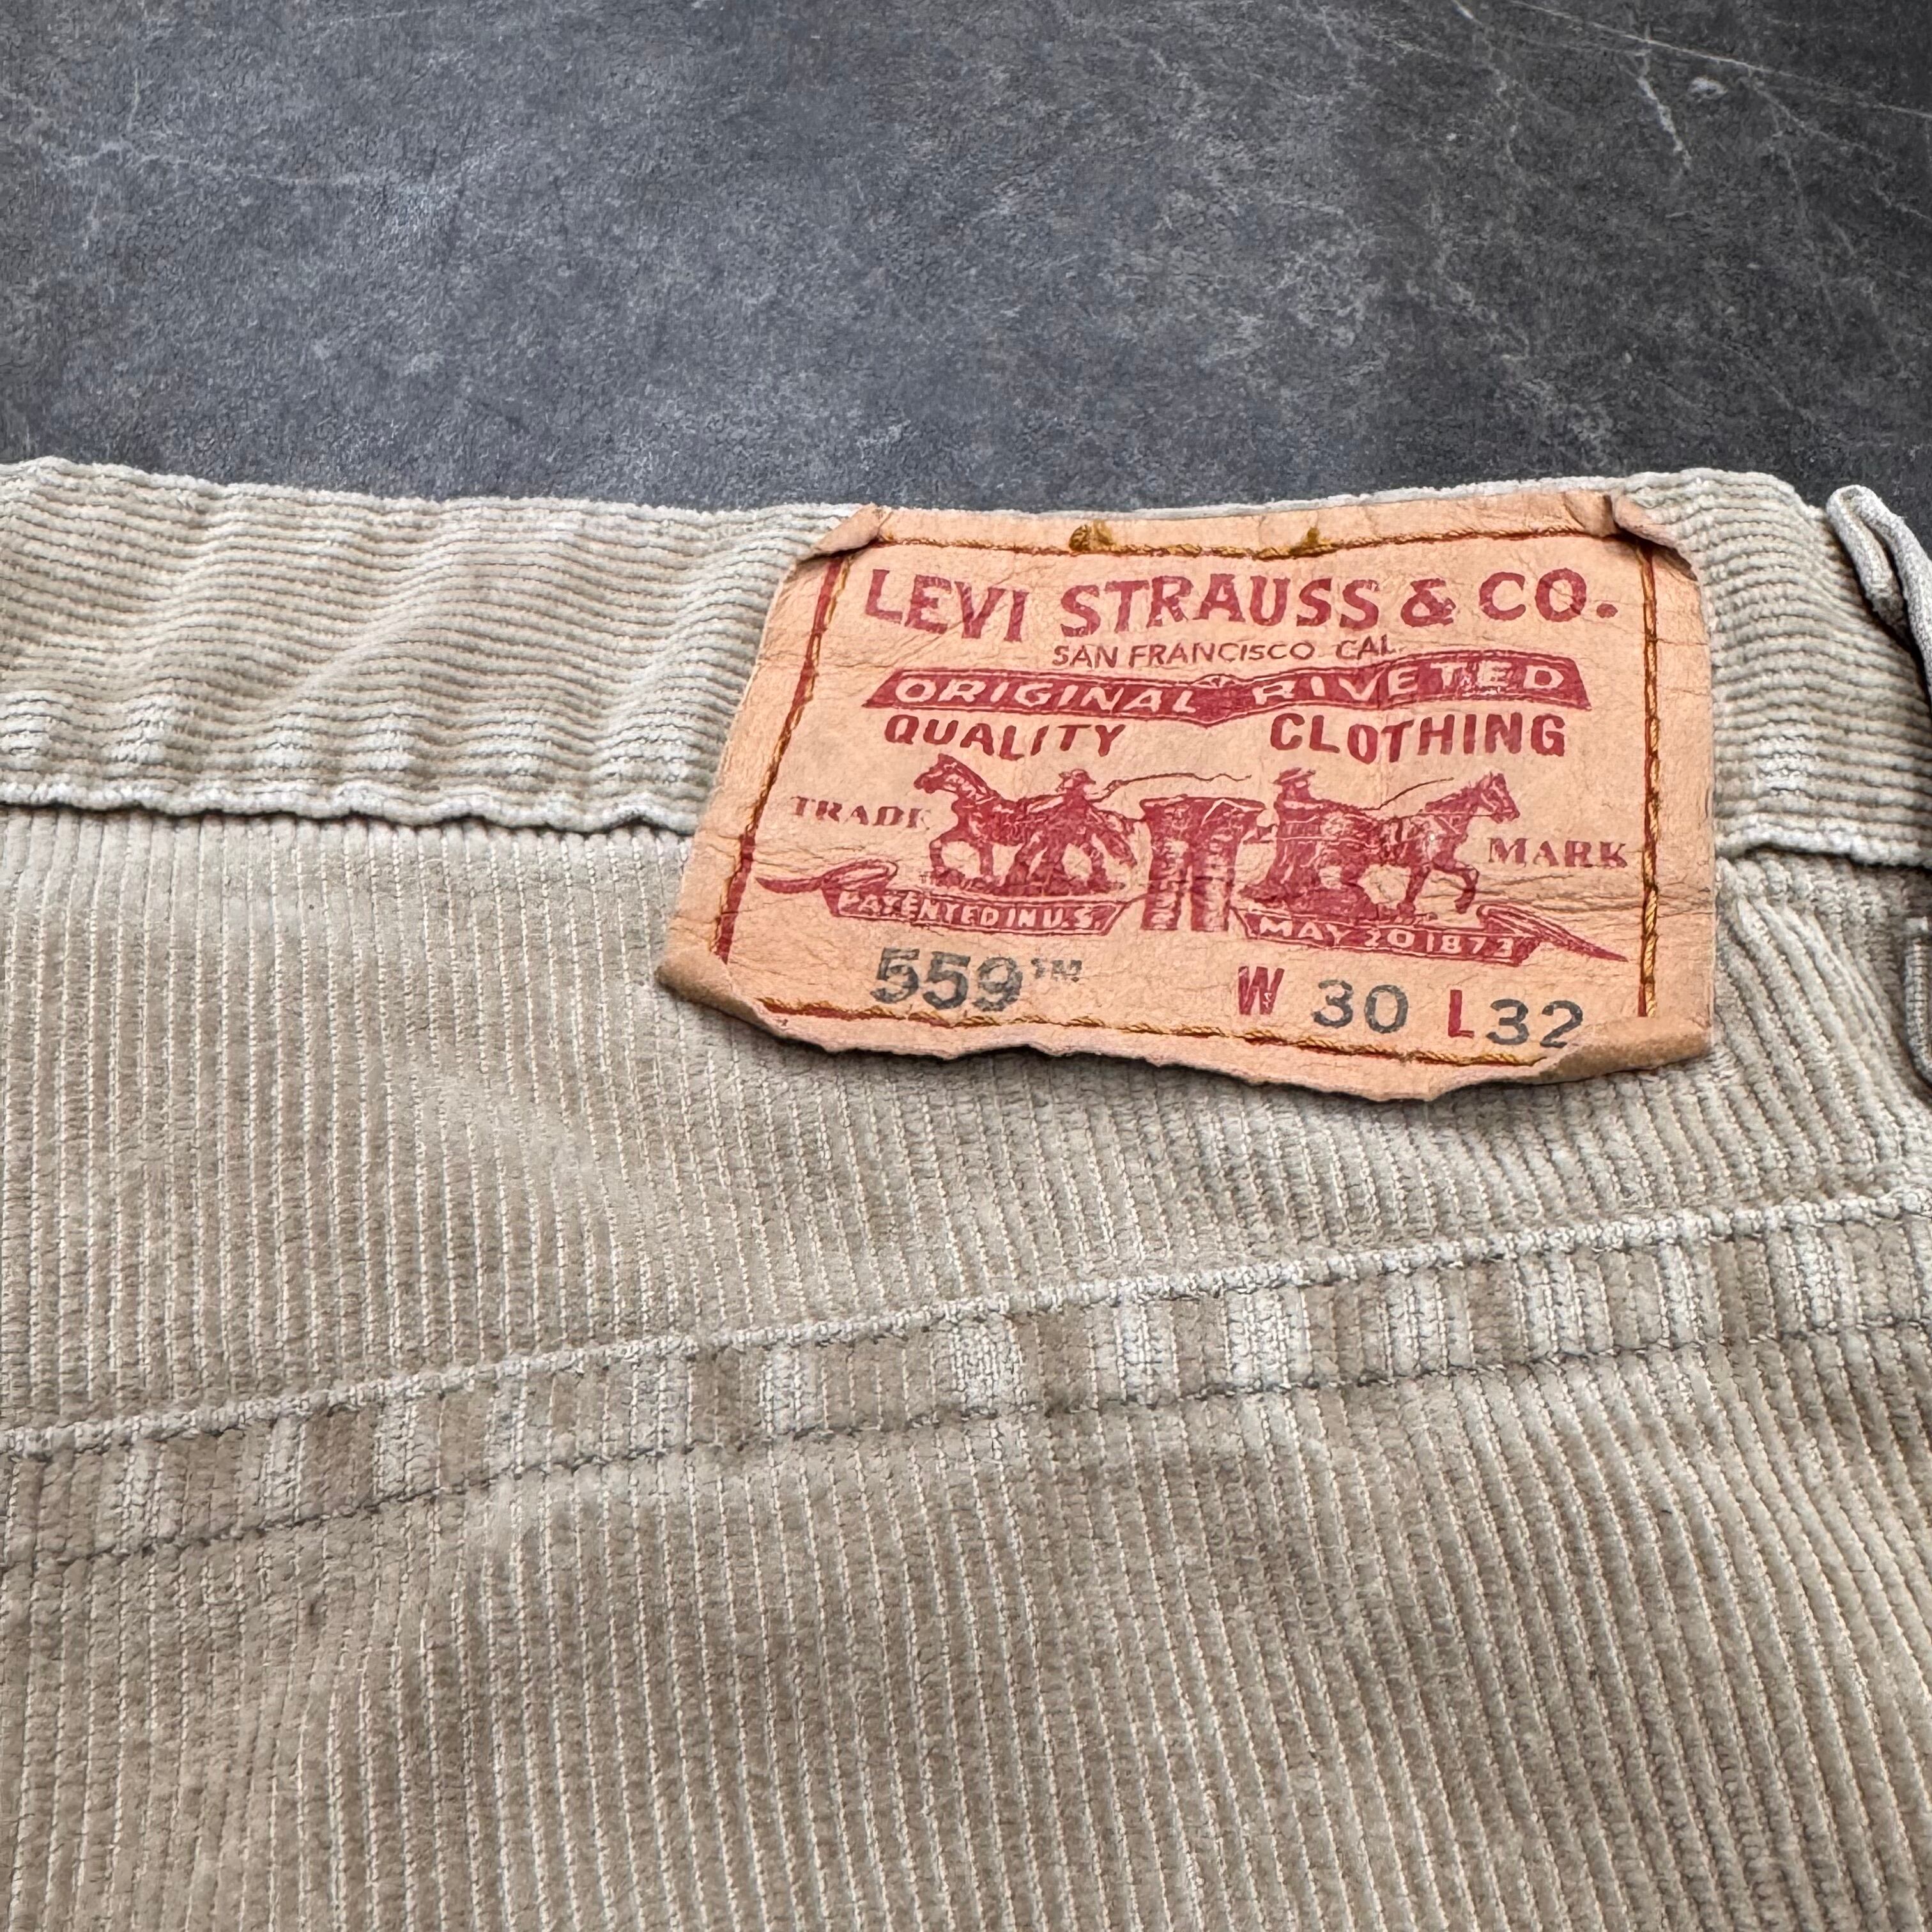 LEVI STRAUSS & CO.
SAN FRANCISCO CAL.
ORIGINAL RIVETED
QUALITY CLOTHING
TRADE MARK
PATENTED IN U.S. MAY 20 1873
559™ W 30 L 32